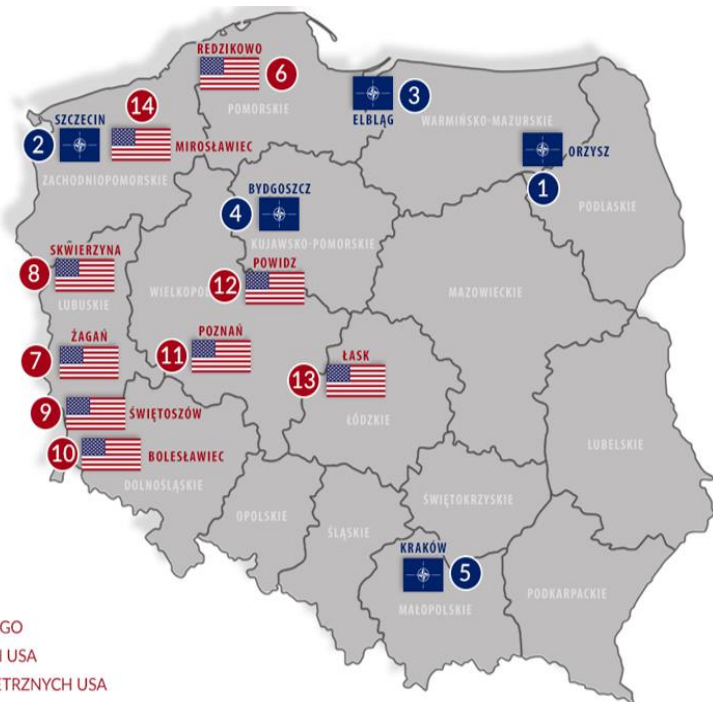 REDZIKOWO
6
POMORSKIE
14
SZCZECIN
2
MIROSŁAWIEC
ZACHODNIOPOMORSKIE
3
ELBLĄG
WARMIŃSKO-MAZURSKIE
ORZYSZ
1
PODLASKIE
BYDGOSZCZ
4
KUJAWSKO-POMORSKIE
SKWIERZYNA
8
LUBUSKIE
POWIDZ
12
MAZOWIECKIE
ŻAGAŃ
7
POZNAŃ
11
ŁASK
13
ŁÓDZKIE
9
ŚWIĘTOSZÓW
10
BOLESŁAWIEC
DOLNOŚLĄSKIE
LUBELSKIE
OPOLSKIE
ŚLĄSKIE
ŚWIĘTOKRZYSKIE
KRAKÓW
5
MAŁOPOLSKIE
PODKARPACKIE
GO
USA
ETRZNYCH USA